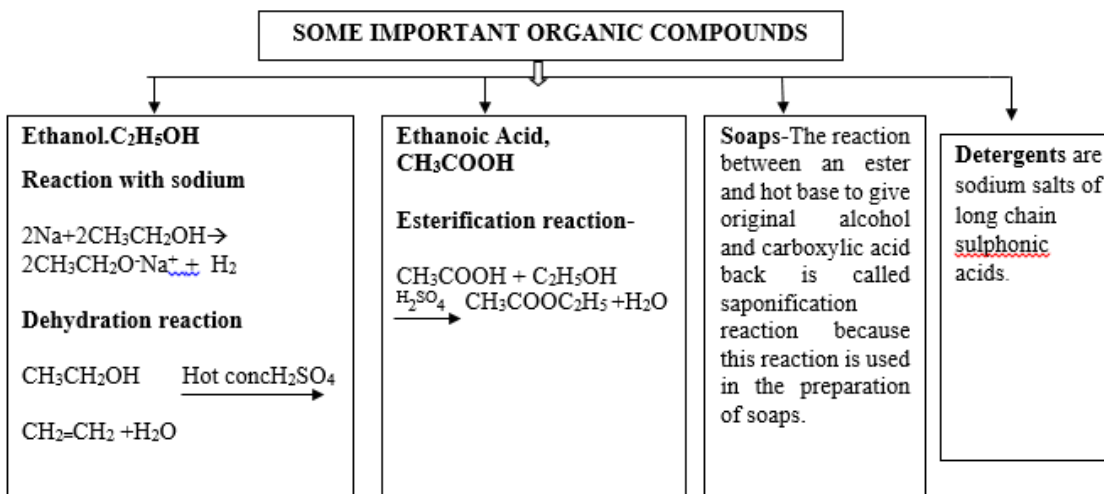 SOME IMPORTANT ORGANIC COMPOUNDS
Ethanol.C₂H₅OH
Reaction with sodium
2Na+2CH₃CH₂OH→
2CH₃CH₂O⁻Na⁺ + H₂
Dehydration reaction
CH₃CH₂OH Hot concH₂SO₄
CH₂=CH₂ +H₂O
Ethanoic Acid,
CH₃COOH
Esterification reaction-
CH₃COOH + C₂H₅OH
H₂SO₄ CH₃COOC₂H₅ +H₂O
Soaps-The reaction
between an ester
and hot base to give
original alcohol
and carboxylic acid
back is called
saponification
reaction because
this reaction is used
in the preparation
of soaps.
Detergents are
sodium salts of
long chain
sulphonic
acids.